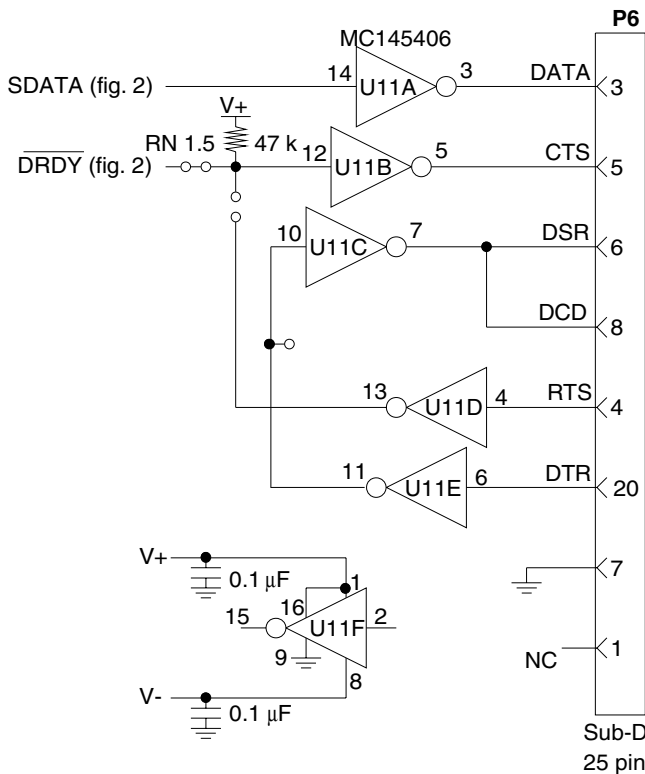 P6
MC145406
SDATA (fig. 2)
14
U11A
3
DATA
3
V+
RN 1.5
47 k
DRDY (fig. 2)
12
U11B
5
CTS
5
10
U11C
7
DSR
6
DCD
8
13
U11D
4
RTS
4
11
U11E
6
DTR
20
V+
0.1 µF
1
16
15
U11F
2
9
8
7
NC
1
V-
0.1 µF
Sub-D
25 pin